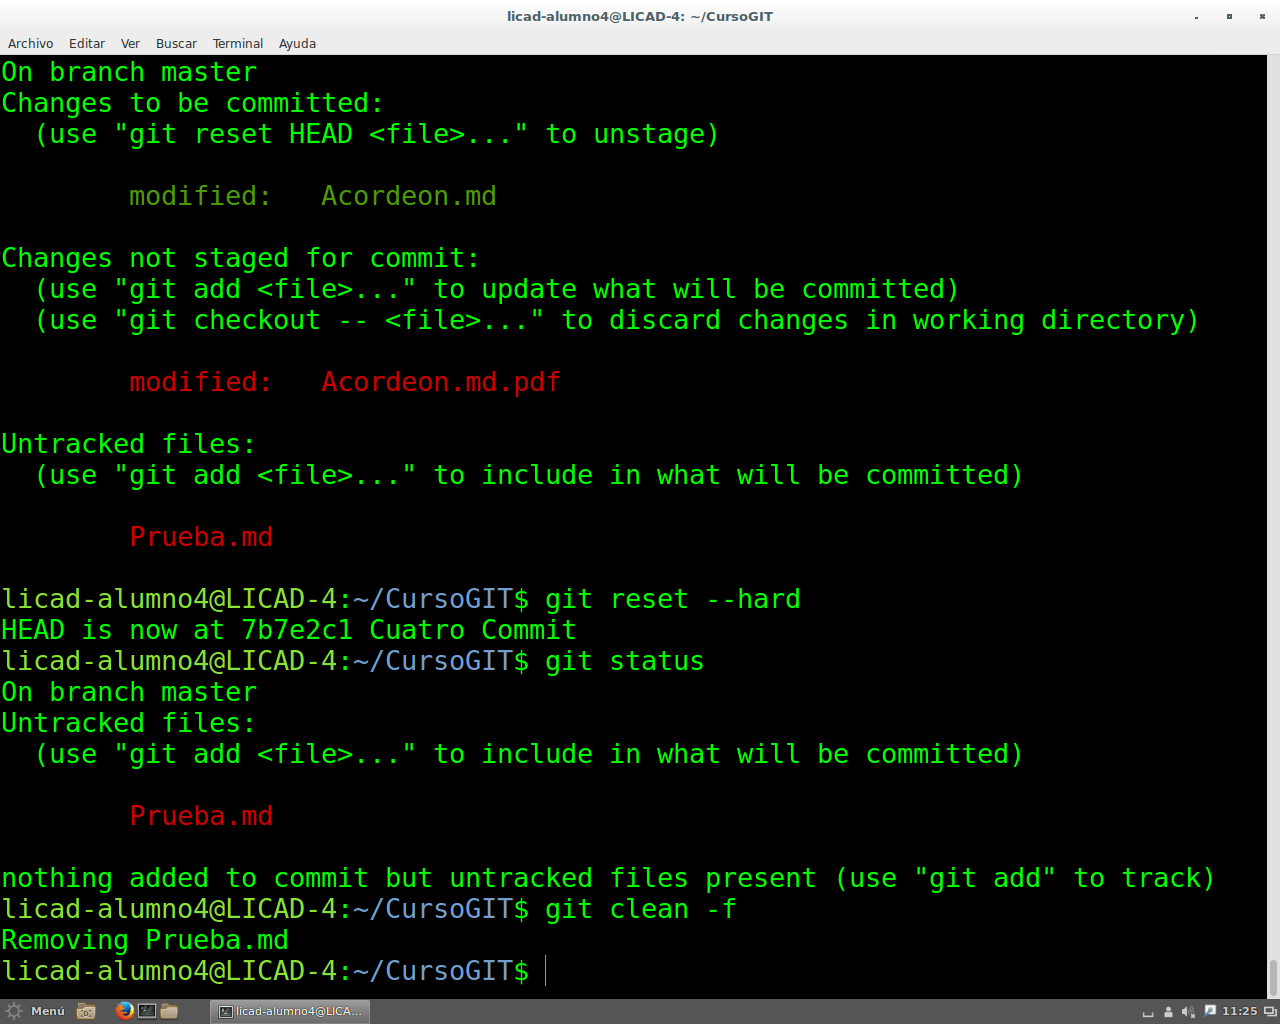 licad-alumno4@LICAD-4: ~/CursoGIT
Archivo Editar Ver Buscar Terminal Ayuda
On branch master
Changes to be committed:
  (use "git reset HEAD <file>..." to unstage)
        modified:   Acordeon.md
Changes not staged for commit:
  (use "git add <file>..." to update what will be committed)
  (use "git checkout -- <file>..." to discard changes in working directory)
        modified:   Acordeon.md.pdf
Untracked files:
  (use "git add <file>..." to include in what will be committed)
        Prueba.md
licad-alumno4@LICAD-4:~/CursoGIT$ git reset --hard
HEAD is now at 7b7e2c1 Cuatro Commit
licad-alumno4@LICAD-4:~/CursoGIT$ git status
On branch master
Untracked files:
  (use "git add <file>..." to include in what will be committed)
        Prueba.md
nothing added to commit but untracked files present (use "git add" to track)
licad-alumno4@LICAD-4:~/CursoGIT$ git clean -f
Removing Prueba.md
licad-alumno4@LICAD-4:~/CursoGIT$
Menú licad-alumno4@LICA... 11:25